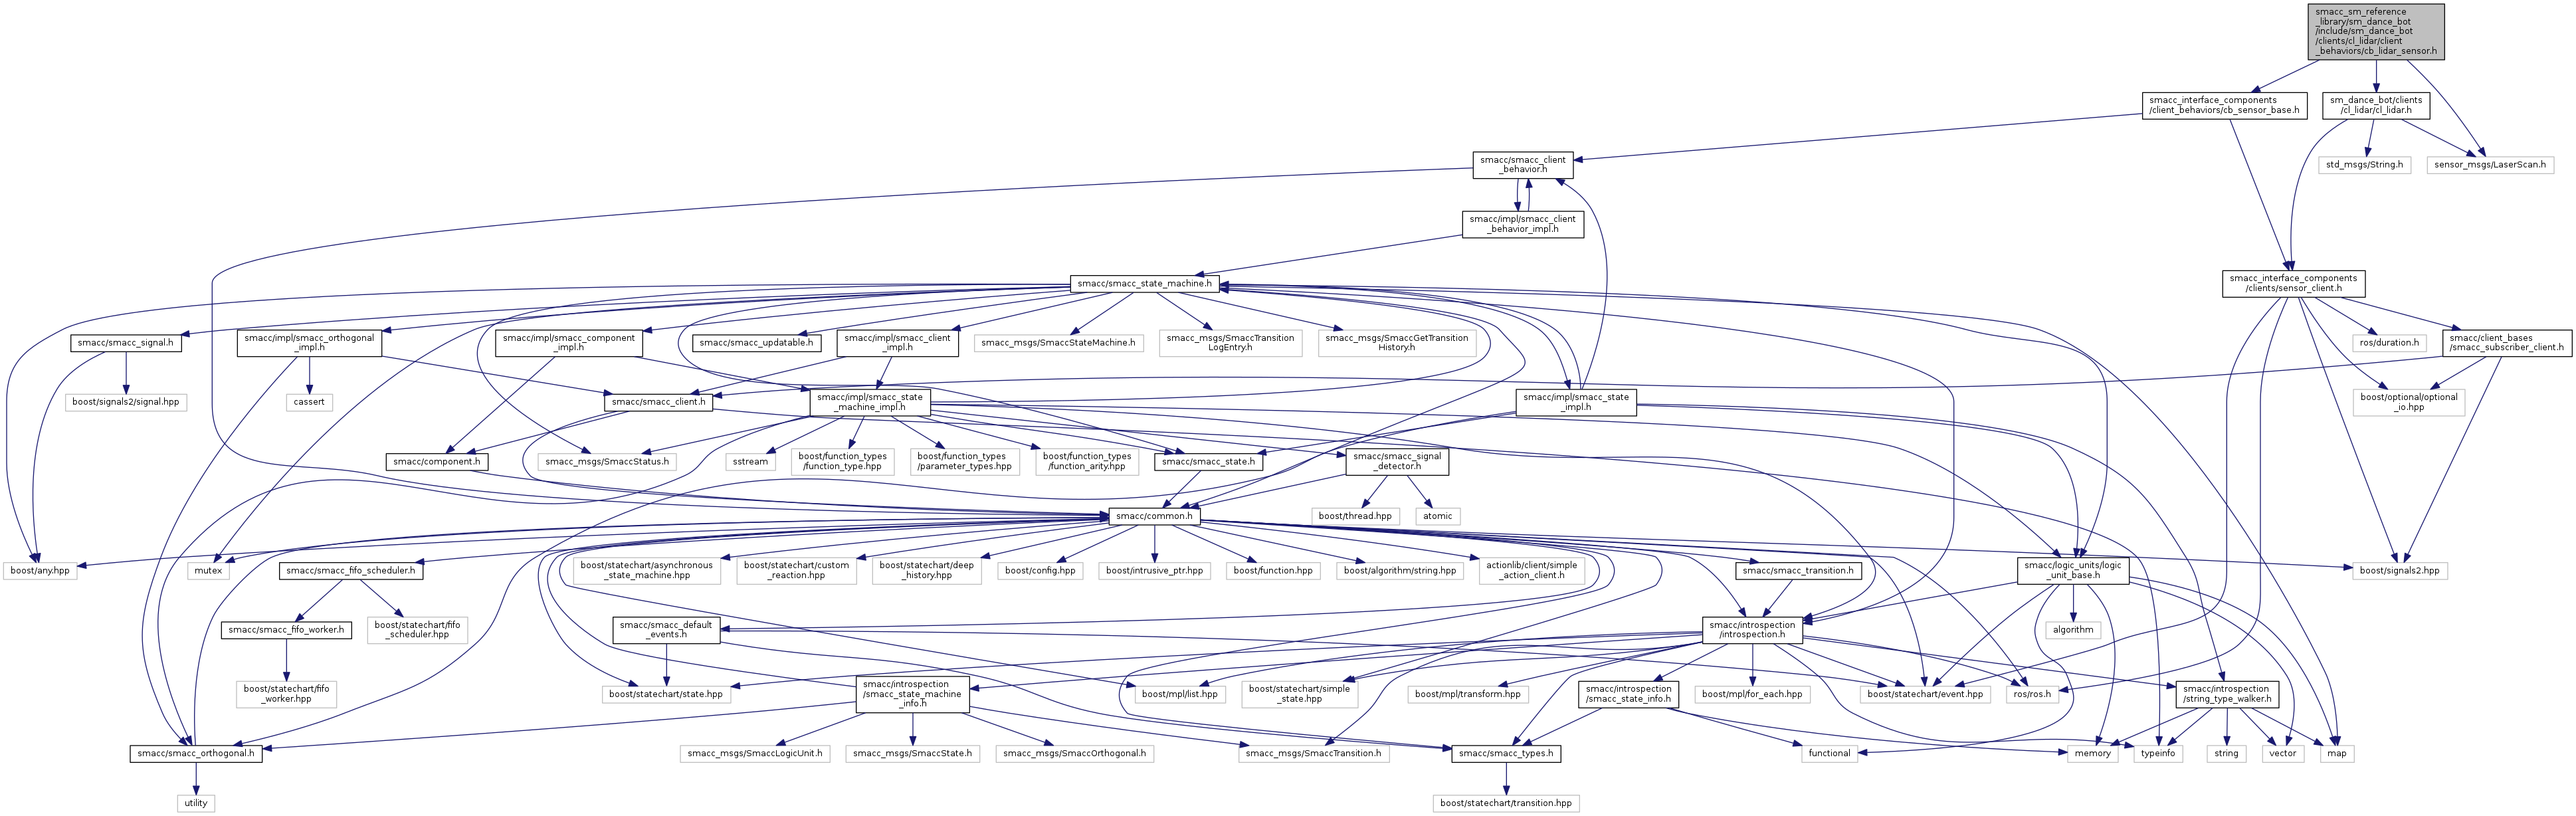 smacc_sm_reference
_library/sm_dance_bot
/include/sm_dance_bot
/clients/cl_lidar/client
_behaviors/cb_lidar_sensor.h
smacc_interface_components
/client_behaviors/cb_sensor_base.h
sm_dance_bot/clients
/cl_lidar/cl_lidar.h
smacc/smacc_client
_behavior.h
std_msgs/String.h
sensor_msgs/LaserScan.h
smacc/impl/smacc_client
_behavior_impl.h
smacc/smacc_state_machine.h
smacc_interface_components
/clients/sensor_client.h
smacc/smacc_signal.h
smacc/impl/smacc_orthogonal
_impl.h
smacc/impl/smacc_component
_impl.h
smacc/smacc_updatable.h
smacc/impl/smacc_client
_impl.h
smacc_msgs/SmaccStateMachine.h
smacc_msgs/SmaccTransition
LogEntry.h
smacc_msgs/SmaccGetTransition
History.h
ros/duration.h
smacc/client_bases
/smacc_subscriber_client.h
boost/signals2/signal.hpp
cassert
smacc/smacc_client.h
smacc/impl/smacc_state
_machine_impl.h
smacc/impl/smacc_state
_impl.h
boost/optional/optional
_io.hpp
smacc/component.h
smacc_msgs/SmaccStatus.h
sstream
boost/function_types
/function_type.hpp
boost/function_types
/parameter_types.hpp
boost/function_types
/function_arity.hpp
smacc/smacc_state.h
smacc/smacc_signal
_detector.h
smacc/common.h
boost/thread.hpp
atomic
boost/any.hpp
mutex
smacc/smacc_fifo_scheduler.h
boost/statechart/asynchronous
_state_machine.hpp
boost/statechart/custom
_reaction.hpp
boost/statechart/deep
_history.hpp
boost/config.hpp
boost/intrusive_ptr.hpp
boost/function.hpp
boost/algorithm/string.hpp
actionlib/client/simple
_action_client.h
smacc/smacc_transition.h
smacc/logic_units/logic
_unit_base.h
boost/signals2.hpp
smacc/smacc_fifo_worker.h
boost/statechart/fifo
_scheduler.hpp
smacc/smacc_default
_events.h
smacc/introspection
/introspection.h
algorithm
boost/statechart/fifo
_worker.hpp
boost/statechart/state.hpp
smacc/introspection
/smacc_state_machine
_info.h
boost/mpl/list.hpp
boost/statechart/simple
_state.hpp
boost/mpl/transform.hpp
smacc/introspection
/smacc_state_info.h
boost/mpl/for_each.hpp
boost/statechart/event.hpp
ros/ros.h
smacc/introspection
/string_type_walker.h
smacc/smacc_orthogonal.h
smacc_msgs/SmaccLogicUnit.h
smacc_msgs/SmaccState.h
smacc_msgs/SmaccOrthogonal.h
smacc_msgs/SmaccTransition.h
smacc/smacc_types.h
functional
memory
typeinfo
string
vector
map
utility
boost/statechart/transition.hpp